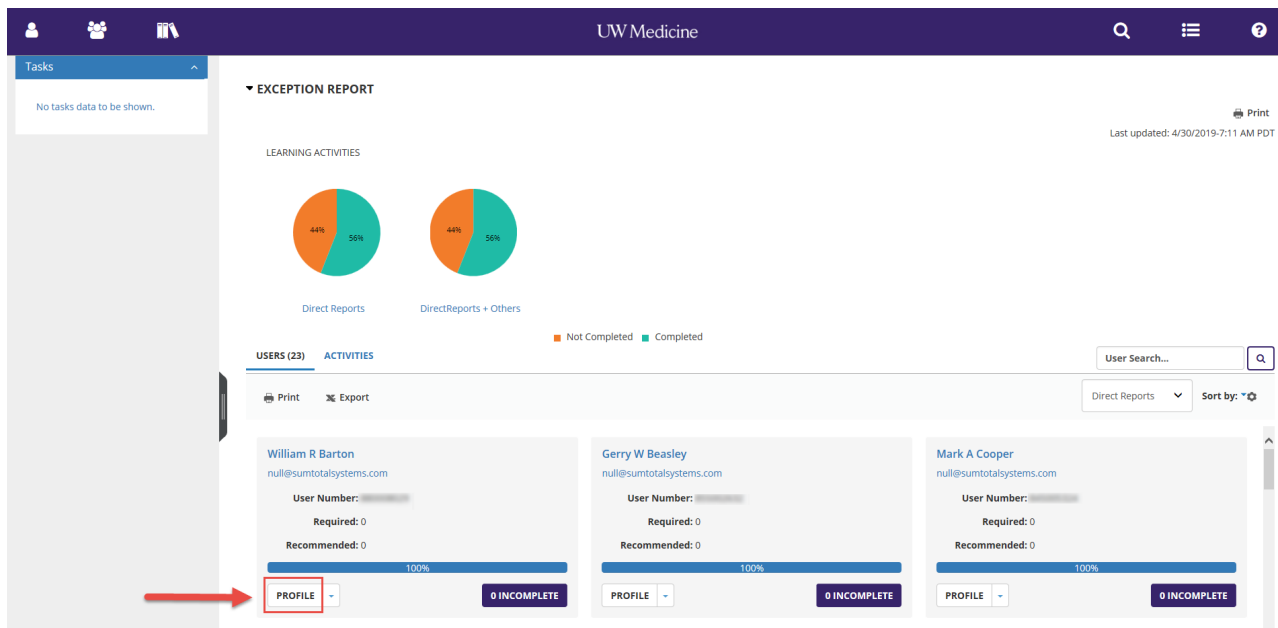 UW Medicine
Tasks
No tasks data to be shown.
EXCEPTION REPORT
Print
Last updated: 4/30/2019-7:11 AM PDT
LEARNING ACTIVITIES
44%
56%
44%
56%
Direct Reports
DirectReports + Others
Not Completed
Completed
USERS (23)
ACTIVITIES
User Search...
Print
Export
Direct Reports
Sort by:
William R Barton
null@sumtotalsystems.com
User Number:
Required: 0
Recommended: 0
100%
PROFILE
0 INCOMPLETE
Gerry W Beasley
null@sumtotalsystems.com
User Number:
Required: 0
Recommended: 0
100%
PROFILE
0 INCOMPLETE
Mark A Cooper
null@sumtotalsystems.com
User Number:
Required: 0
Recommended: 0
100%
PROFILE
0 INCOMPLETE